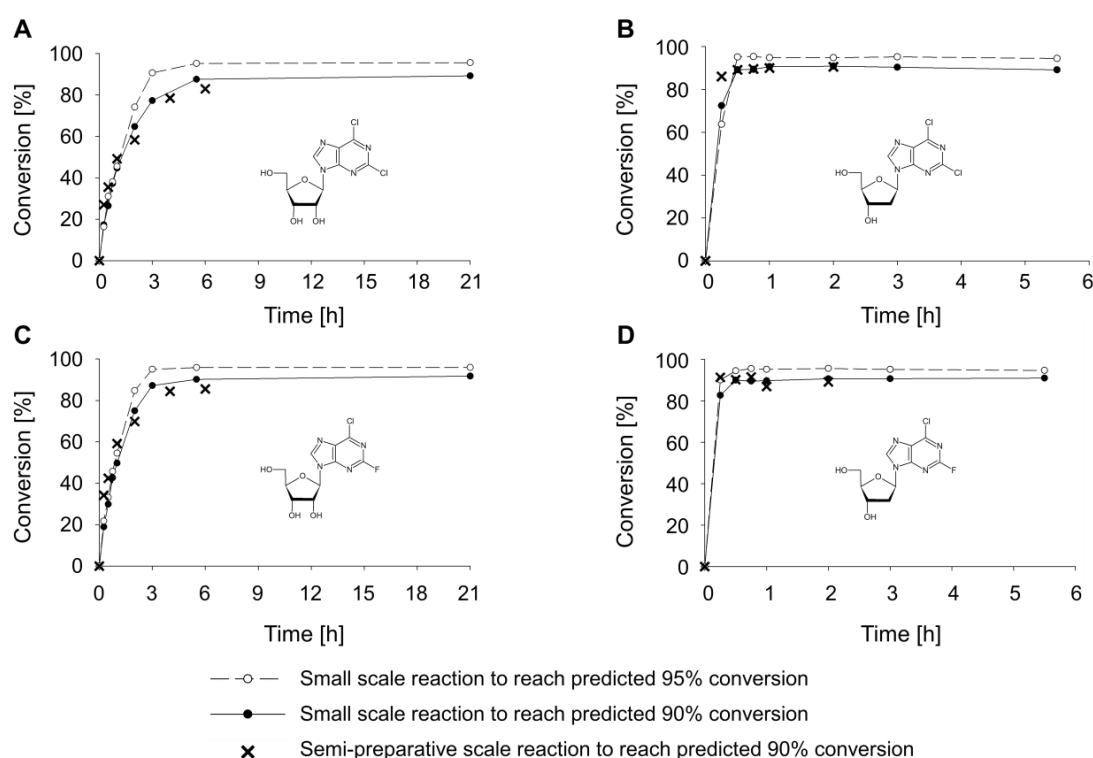 A
Conversion [%]
100
80
60
40
20
0
0 3 6 9 12 15 18 21
Time [h]
Cl
N
N
N
N
Cl
HO
O
OH OH
B
Conversion [%]
100
80
60
40
20
0
0 1 2 3 4 5 6
Time [h]
Cl
N
N
N
N
Cl
HO
O
OH
C
Conversion [%]
100
80
60
40
20
0
0 3 6 9 12 15 18 21
Time [h]
Cl
N
N
N
N
F
HO
O
OH OH
D
Conversion [%]
100
80
60
40
20
0
0 1 2 3 4 5 6
Time [h]
Cl
N
N
N
N
F
HO
O
OH
Small scale reaction to reach predicted 95% conversion
Small scale reaction to reach predicted 90% conversion
Semi-preparative scale reaction to reach predicted 90% conversion